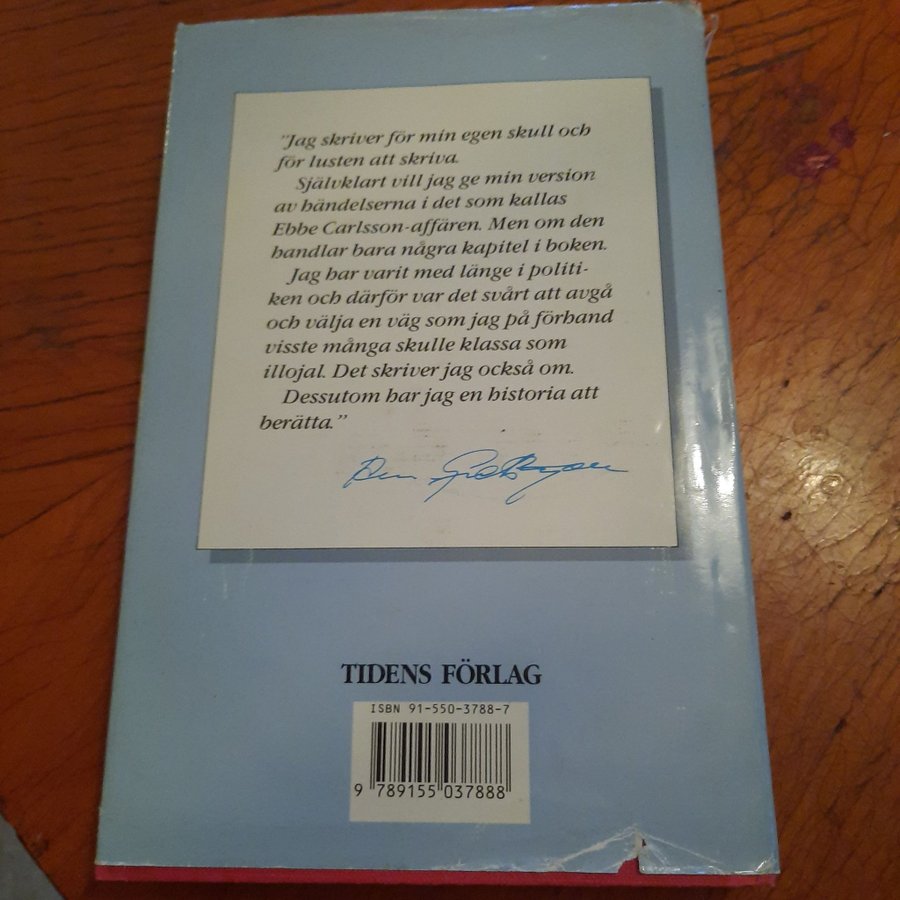 "Jag skriver för min egen skull och
för lusten att skriva.
Självklart vill jag ge min version
av händelserna i det som kallas
Ebbe Carlsson-affären. Men om den
handlar bara några kapitel i boken.
Jag har varit med länge i politi-
ken och därför var det svårt att avgå
och välja en väg som jag på förhand
visste många skulle klassa som
illojal. Det skriver jag också om.
Dessutom har jag en historia att
berätta."
TIDENS FÖRLAG
ISBN 91-550-3788-7
9 789155 037888